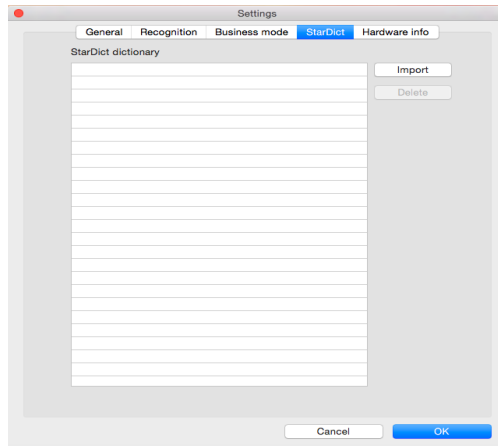 Settings
General Recognition Business mode StarDict Hardware info
StarDict dictionary
Import
Delete
Cancel OK